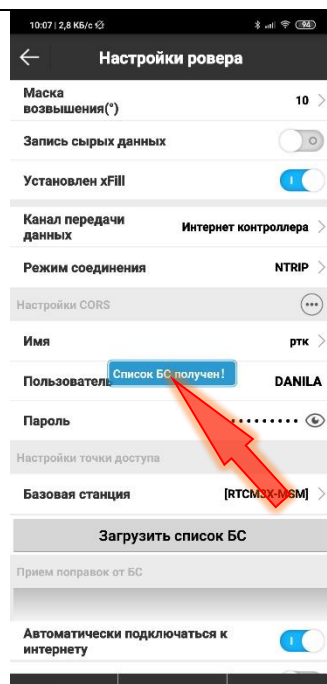 10:07 | 2,8 КБ/с
94
Настройки ровера
Маска
возвышения(°)
10
Запись сырых данных
Установлен xFill
Канал передачи
данных
Интернет контроллера
Режим соединения
NTRIP
Настройки CORS
Имя
ртк
Список БС получен!
Пользователь
DANILA
Пароль
Настройки точки доступа
Базовая станция
[RTCM3X-MSM]
Загрузить список БС
Прием поправок от БС
Автоматически подключаться к
интернету